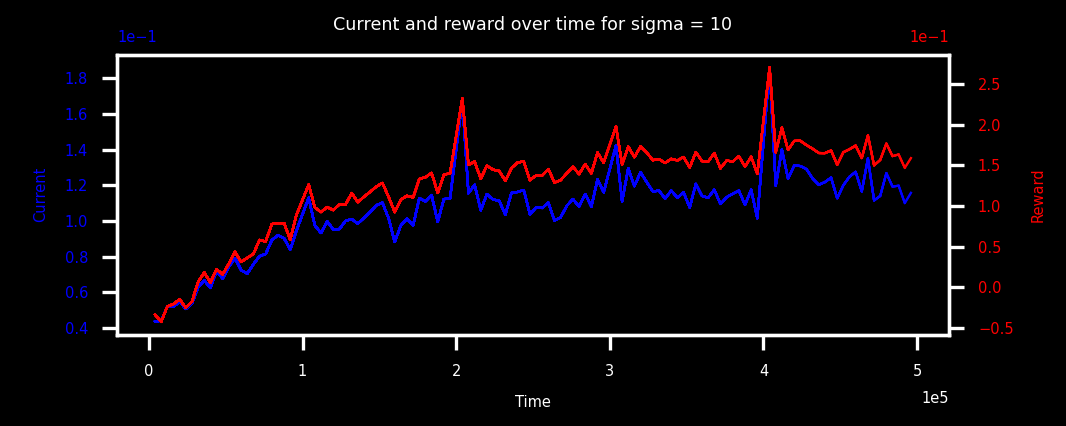 Current and reward over time for sigma = 10
1e−1 1e−1
1.8
1.6
1.4
1.2
1.0
0.8
0.6
0.4
Current
2.5
2.0
1.5
1.0
0.5
0.0
−0.5
Reward
0 1 2 3 4 5
1e5
Time